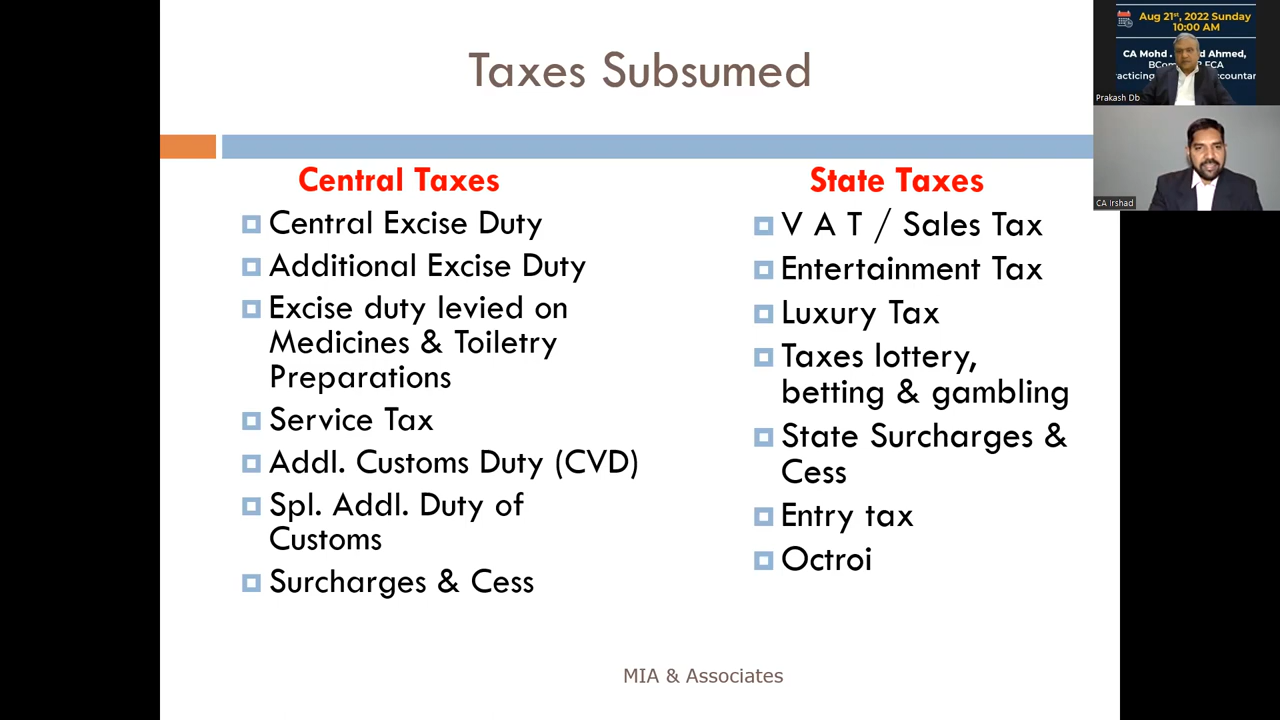 Taxes Subsumed
Central Taxes
Central Excise Duty
Additional Excise Duty
Excise duty levied on
Medicines & Toiletry
Preparations
Service Tax
Addl. Customs Duty (CVD)
Spl. Addl. Duty of
Customs
Surcharges & Cess
State Taxes
V A T / Sales Tax
Entertainment Tax
Luxury Tax
Taxes lottery,
betting & gambling
State Surcharges &
Cess
Entry tax
Octroi
MIA & Associates
Aug 21st, 2022 Sunday
10:00 AM
CA Mohd . Ahmed,
FCA
Prakash Db
CA Irshad